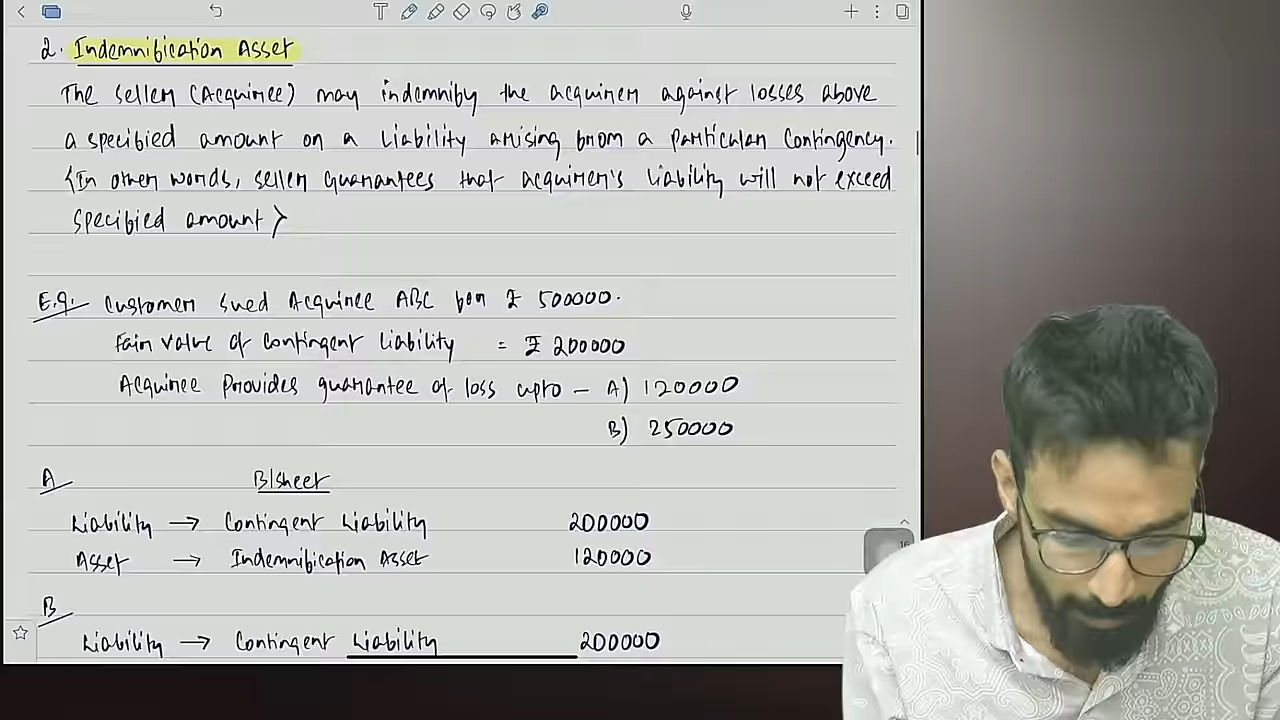 2. Indemnification Asset
The seller (Acquiree) may indemnify the acquirer against losses above
a specified amount on a liability arising from a particular contingency.
{In other words, seller guarantees that acquirer's liability will not exceed
specified amount}
E.g. Customer sued Acquiree ABC for ₹ 500000.
Fair value of contingent liability = ₹ 200000
Acquiree Provides guarantee of loss upto - A) 120000
B) 250000
A B/sheet
Liability → Contingent Liability 200000
Asset → Indemnification Asset 120000
B
Liability → Contingent Liability 200000
16